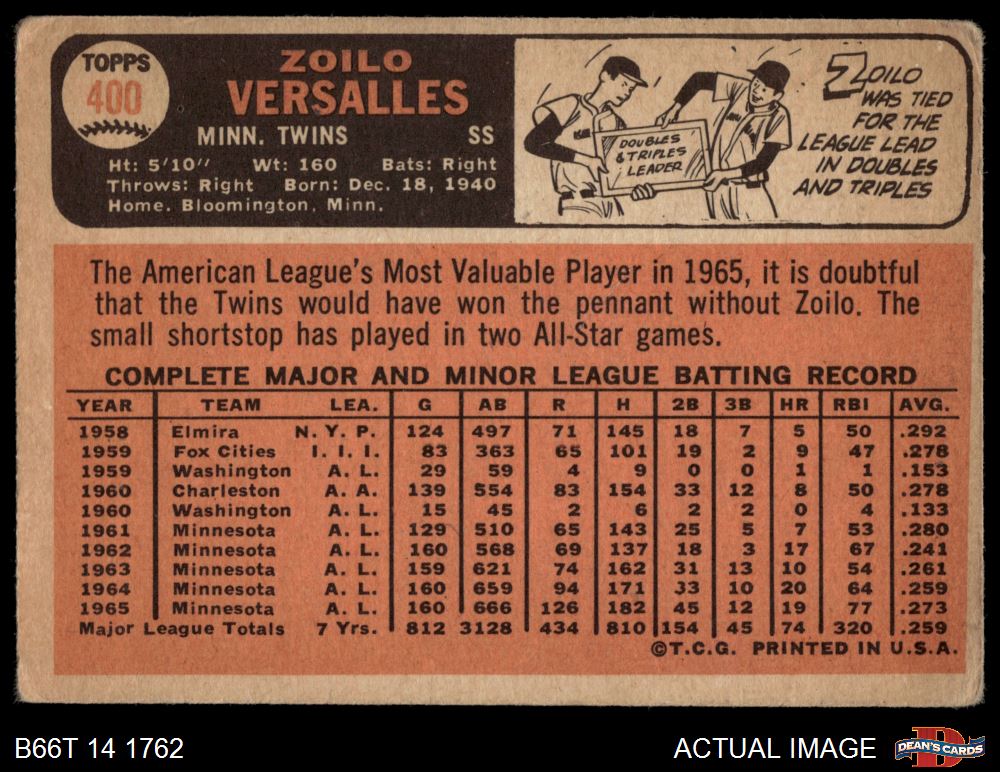 TOPPS
400
ZOILO
VERSALLES
MINN. TWINS SS
Ht: 5'10" Wt: 160 Bats: Right
Throws: Right Born: Dec. 18, 1940
Home. Bloomington, Minn.
DOUBLES
& TRIPLES
LEADER
ZOILO
WAS TIED
FOR THE
LEAGUE LEAD
IN DOUBLES
AND TRIPLES
The American League's Most Valuable Player in 1965, it is doubtful
that the Twins would have won the pennant without Zoilo. The
small shortstop has played in two All-Star games.
COMPLETE MAJOR AND MINOR LEAGUE BATTING RECORD
YEAR TEAM LEA. G AB R H 2B 3B HR RBI AVG.
1958 Elmira N. Y. P. 124 497 71 145 18 7 5 50 .292
1959 Fox Cities I. I. I. 83 363 65 101 19 2 9 47 .278
1959 Washington A. L. 29 59 4 9 0 0 1 1 .153
1960 Charleston A. A. 139 554 83 154 33 12 8 50 .278
1960 Washington A. L. 15 45 2 6 2 2 0 4 .133
1961 Minnesota A. L. 129 510 65 143 25 5 7 53 .280
1962 Minnesota A. L. 160 568 69 137 18 3 17 67 .241
1963 Minnesota A. L. 159 621 74 162 31 13 10 54 .261
1964 Minnesota A. L. 160 659 94 171 33 10 20 64 .259
1965 Minnesota A. L. 160 666 126 182 45 12 19 77 .273
Major League Totals 7 Yrs. 812 3128 434 810 154 45 74 320 .259
©T.C.G. PRINTED IN U.S.A.
B66T 14 1762
ACTUAL IMAGE
DEAN'S CARDS